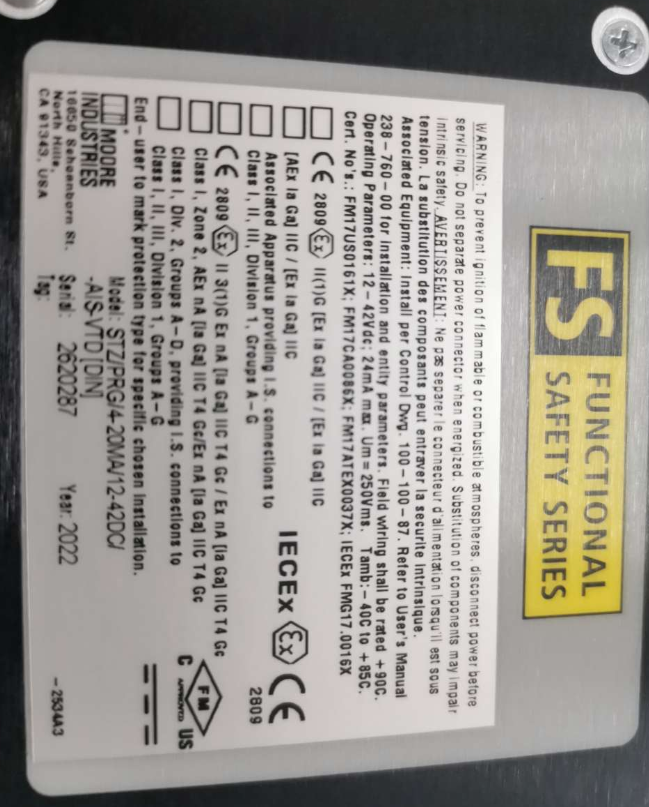 FS FUNCTIONAL
SAFETY SERIES
WARNING: To prevent ignition of flammable or combustible atmospheres, disconnect power before
servicing. Do not separate power connector when energized. Substitution of components may impair
intrinsic safety. AVERTISSEMENT: Ne pas separer le connecteur d'alimentation lorsqu'il est sous
tension. La substitution des composants peut entraver la securite intrinsique.
Associated Equipment: Install per Control Dwg. 100-100-87. Refer to User's Manual
238-760-00 for installation and entity parameters. Field wiring shall be rated +90C.
Operating Parameters: 12-42Vdc; 24mA max. Um=250Vms. Tamb:-40C to +85C.
Cert. No's.: FM17US0161X; FM17CA0086X; FM17ATEX0037X; IECEx FMG17.0016X
CE 2809 Ex II(1)G [Ex ia Ga] IIC / [Ex ia Ga] IIC
[AEx ia Ga] IIC / [Ex ia Ga] IIC
IECEx Ex CE
2809
Associated Apparatus providing I.S. connections to
Class I, II, III, Division 1, Groups A-G
CE 2809 Ex II 3(1)G Ex nA [ia Ga] IIC T4 Gc / Ex nA [ia Ga] IIC T4 Gc
Class I, Zone 2, AEx nA [ia Ga] IIC T4 Gc/Ex nA [ia Ga] IIC T4 Gc
Class I, Div. 2, Groups A-D, providing I.S. connections to
Class I, II, III, Division 1, Groups A-G
C FM APPROVED US
End-user to mark protection type for specific chosen installation.
MOORE
INDUSTRIES
16650 Schoenborn St.
North Hills,
CA 91343, USA
Model: STZ/PRG/4-20MA/12-42DC/
-AIS-VTD [DIN]
Serial: 2620287 Year: 2022
Tag:
-2534A3